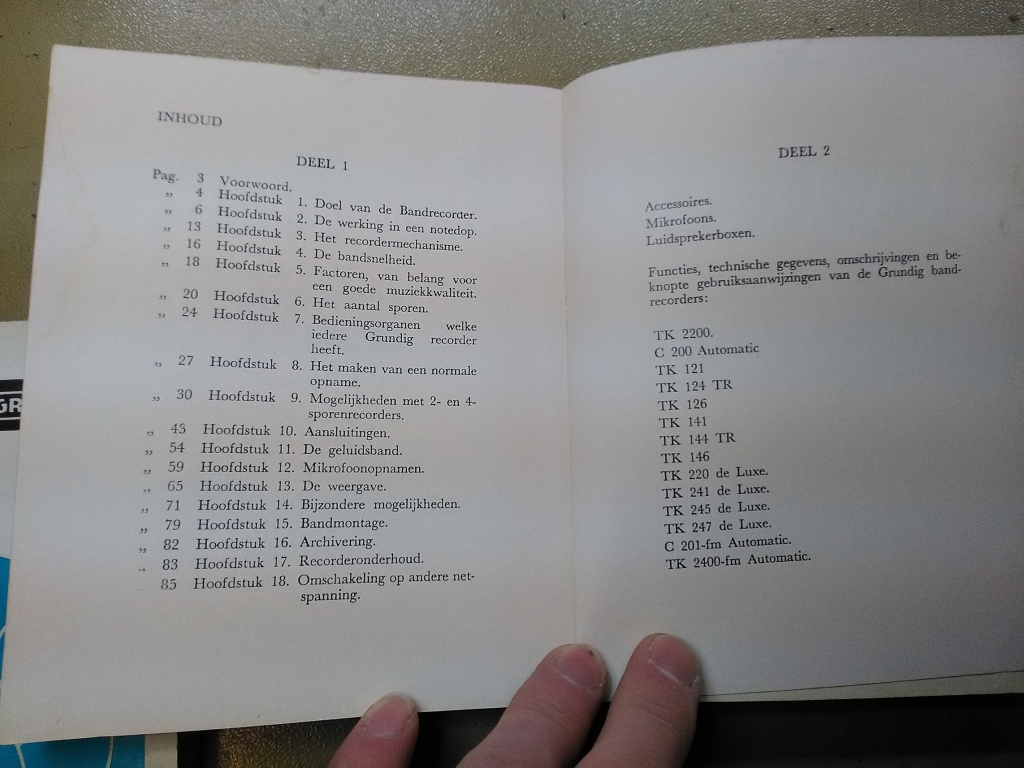 INHOUD
DEEL 1
Pag. 3 Voorwoord.
„ 4 Hoofdstuk 1. Doel van de Bandrecorder.
„ 6 Hoofdstuk 2. De werking in een notedop.
„ 13 Hoofdstuk 3. Het recordermechanisme.
„ 16 Hoofdstuk 4. De bandsnelheid.
„ 18 Hoofdstuk 5. Factoren, van belang voor
een goede muziekkwaliteit.
„ 20 Hoofdstuk 6. Het aantal sporen.
„ 24 Hoofdstuk 7. Bedieningsorganen welke
iedere Grundig recorder
heeft.
„ 27 Hoofdstuk 8. Het maken van een normale
opname.
„ 30 Hoofdstuk 9. Mogelijkheden met 2- en 4-
sporenrecorders.
„ 43 Hoofdstuk 10. Aansluitingen.
„ 54 Hoofdstuk 11. De geluidsband.
„ 59 Hoofdstuk 12. Mikrofoonopnamen.
„ 65 Hoofdstuk 13. De weergave.
„ 71 Hoofdstuk 14. Bijzondere mogelijkheden.
„ 79 Hoofdstuk 15. Bandmontage.
„ 82 Hoofdstuk 16. Archivering.
„ 83 Hoofdstuk 17. Recorderonderhoud.
„ 85 Hoofdstuk 18. Omschakeling op andere net-
spanning.
DEEL 2
Accessoires.
Mikrofoons.
Luidsprekerboxen.
Functies, technische gegevens, omschrijvingen en be-
knopte gebruiksaanwijzingen van de Grundig band-
recorders:
TK 2200.
C 200 Automatic
TK 121
TK 124 TR
TK 126
TK 141
TK 144 TR
TK 146
TK 220 de Luxe.
TK 241 de Luxe.
TK 245 de Luxe.
TK 247 de Luxe.
C 201-fm Automatic.
TK 2400-fm Automatic.
GR